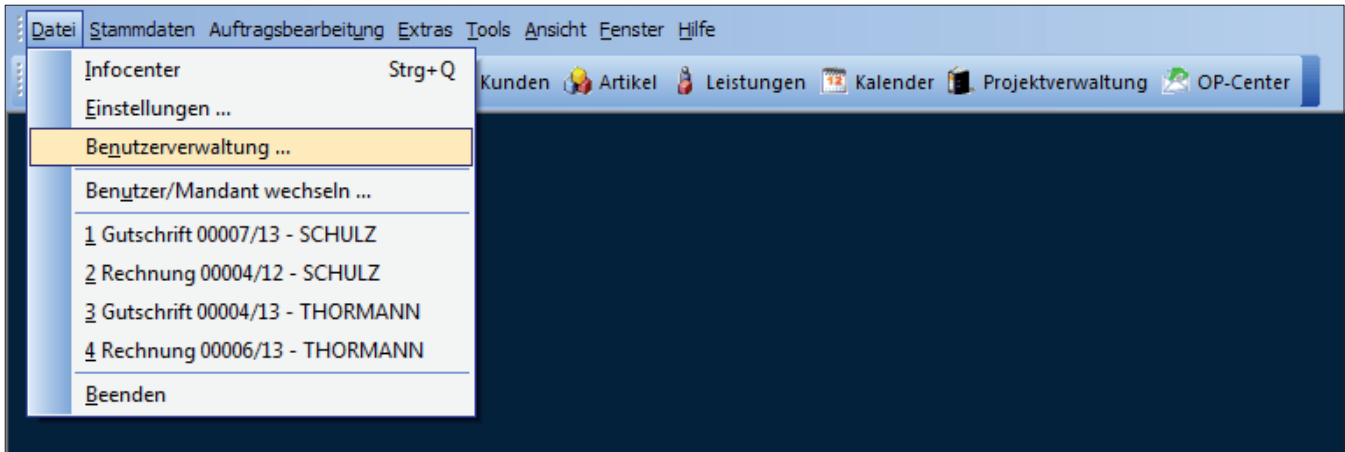 Datei Stammdaten Auftragsbearbeitung Extras Tools Ansicht Fenster Hilfe
Infocenter Strg+Q
Kunden Artikel Leistungen 12 Kalender Projektverwaltung OP-Center
Einstellungen ...
Benutzerverwaltung ...
Benutzer/Mandant wechseln ...
1 Gutschrift 00007/13 - SCHULZ
2 Rechnung 00004/12 - SCHULZ
3 Gutschrift 00004/13 - THORMANN
4 Rechnung 00006/13 - THORMANN
Beenden